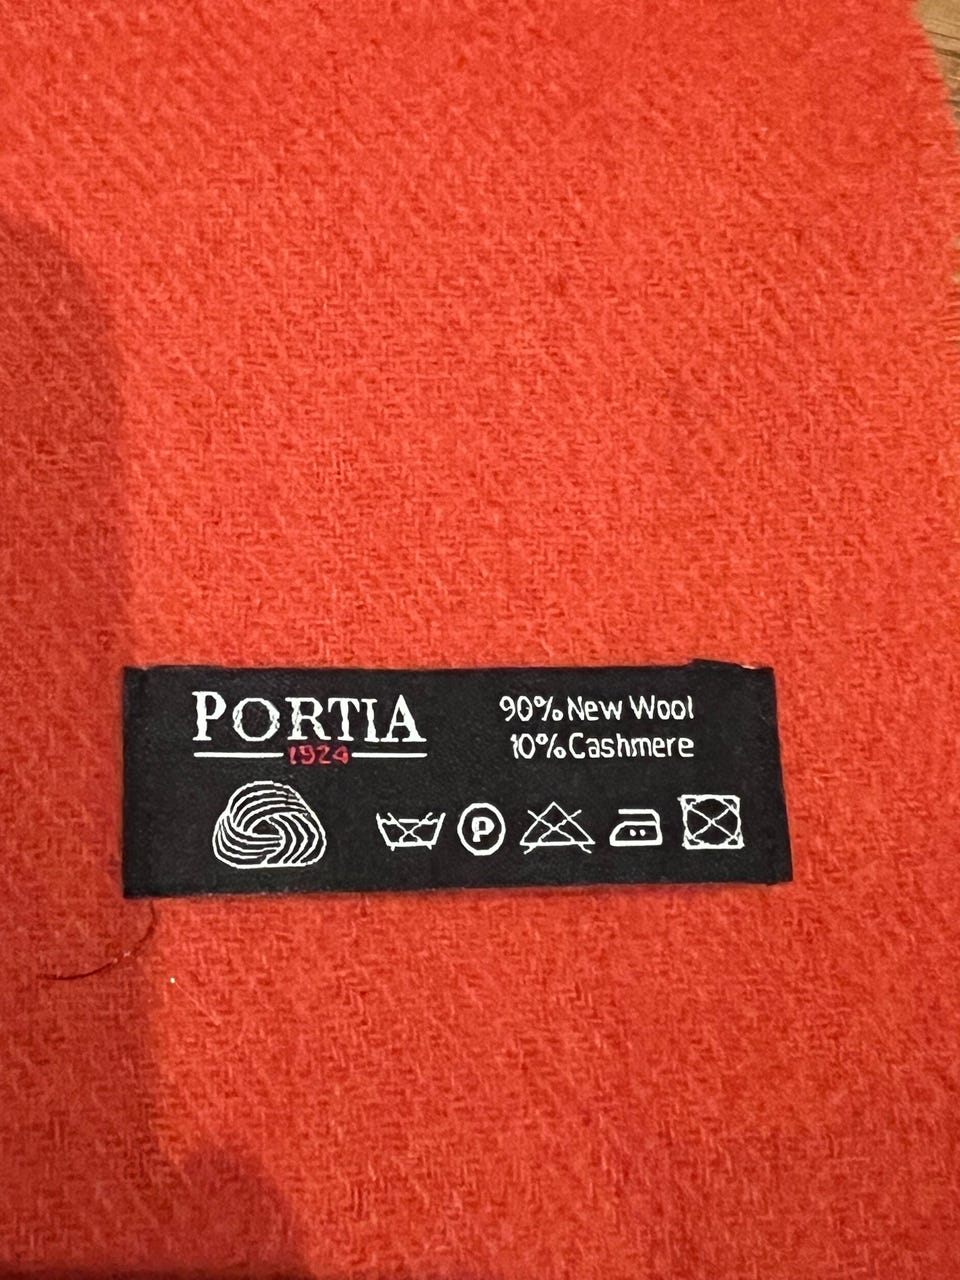 PORTIA
1924
90% New Wool
10% Cashmere
P